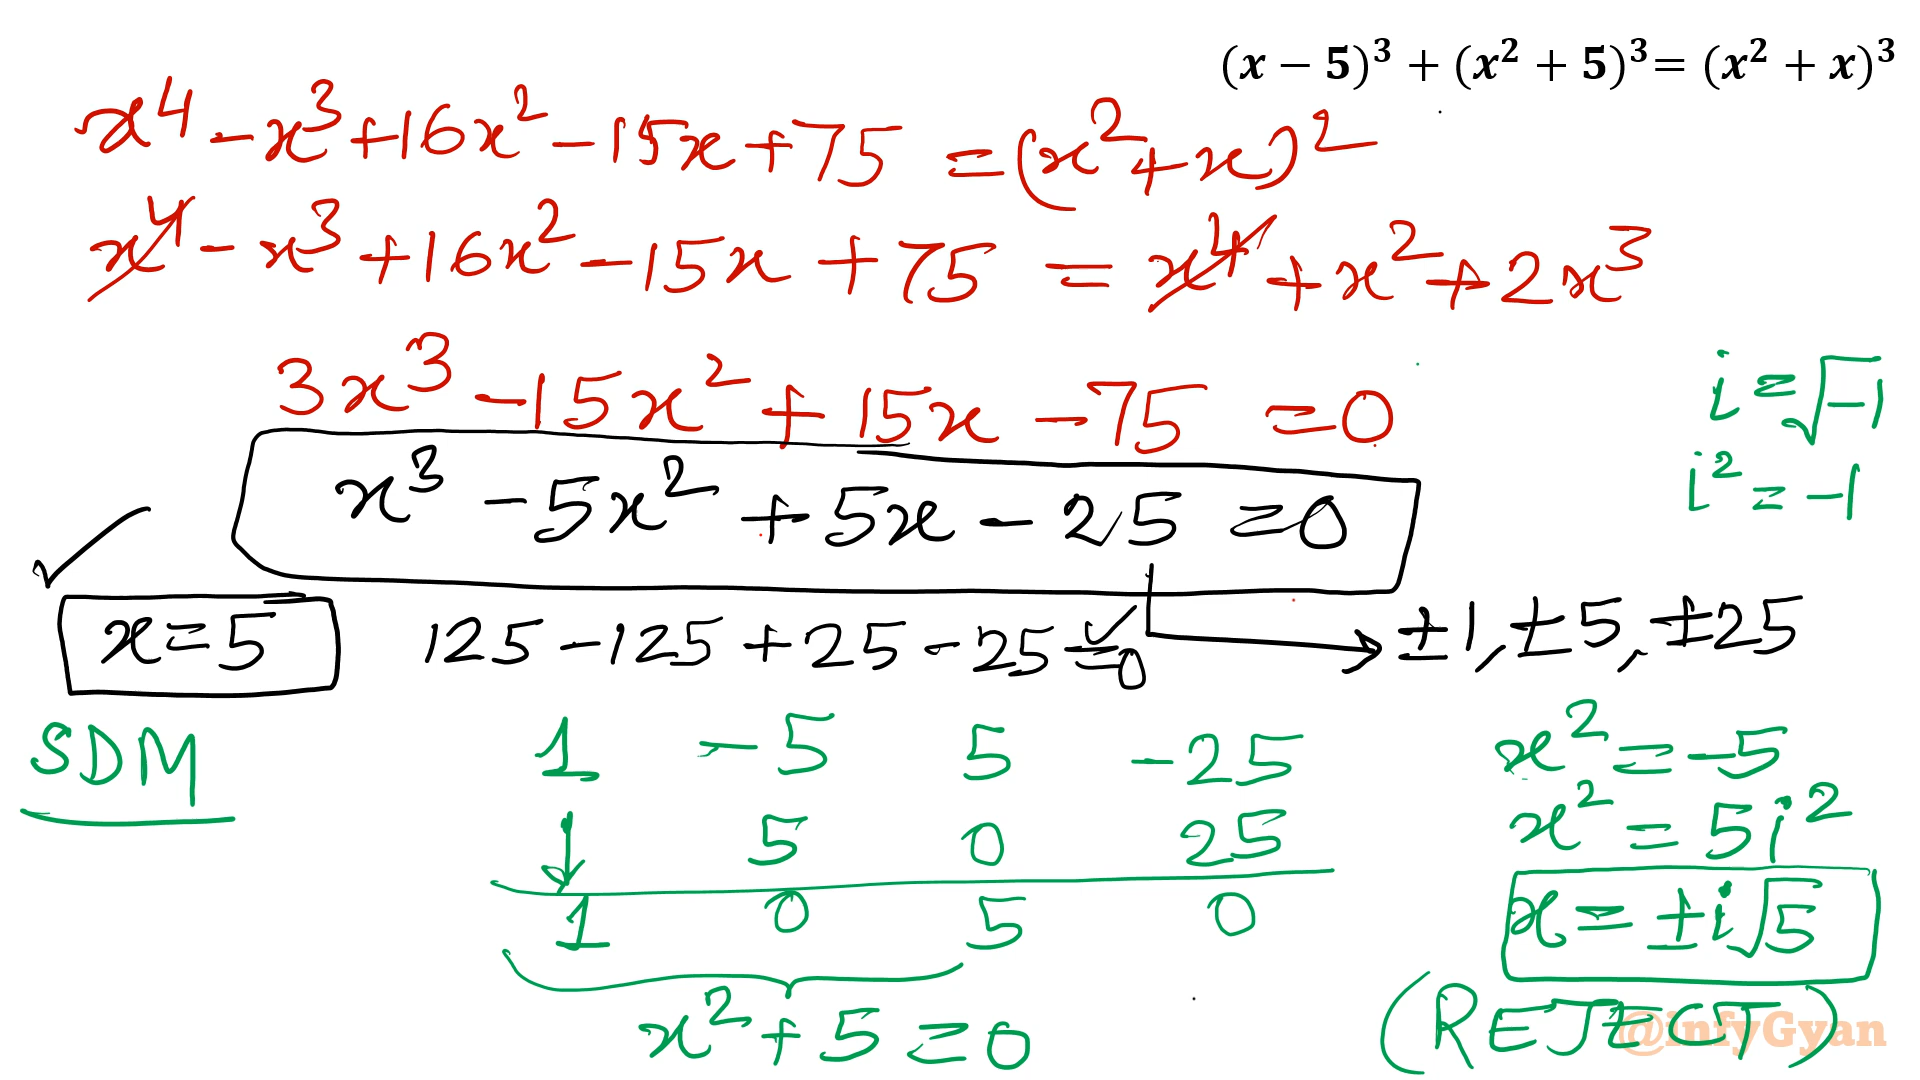 (x − 5)³ + (x² + 5)³= (x² + x)³
x⁴ - x³ + 16x² - 15x + 75 = (x² + x)²
x⁴ - x³ + 16x² - 15x + 75 = x⁴ + x² + 2x³
3x³ - 15x² + 15x - 75 = 0
i = √-1
i² = -1
x³ - 5x² + 5x - 25 = 0
x = 5
125 - 125 + 25 - 25 = 0
±1, ±5, ±25
SDM
1 -5 5 -25
5 0 25
1 0 5 0
x² + 5 = 0
x² = -5
x² = 5i²
x = ±i√5
(REJECT)
@infyGyan